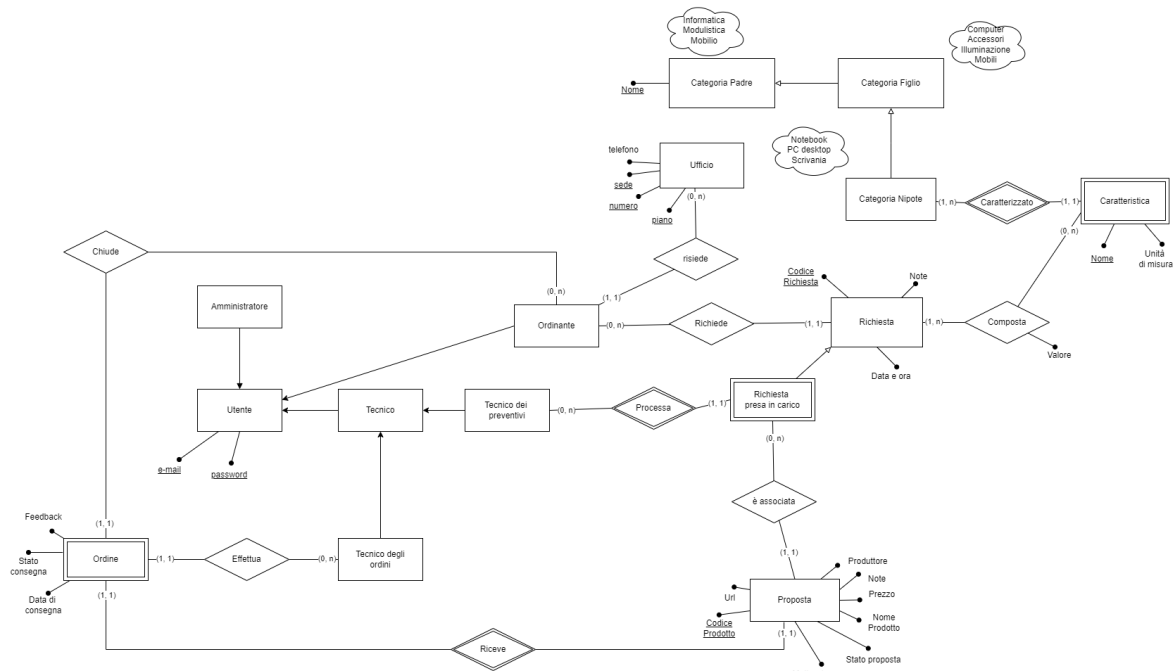 Informatica
Modulistica
Mobilio
Computer
Accessori
Illuminazione
Mobili
Nome
Categoria Padre
Categoria Figlio
telefono
sede
numero
piano
Ufficio
(0, n)
Notebook
PC desktop
Scrivania
Categoria Nipote
(1, n)
Caratterizzato
(1, 1)
Caratteristica
(0, n)
Nome
Unitá
di misura
Chiude
risiede
(0, n)
(1, 1)
Codice
Richiesta
Note
Amministratore
Ordinante
(0, n)
Richiede
(1, 1)
Richiesta
(1, n)
Composta
Valore
Data e ora
Utente
Tecnico
Tecnico dei
preventivi
(0, n)
Processa
(1, 1)
Richiesta
presa in carico
(0, n)
e-mail
password
è associata
Feedback
(1, 1)
Stato
consegna
Ordine
(1, 1)
Effettua
(0, n)
Tecnico degli
ordini
(1, 1)
Data di
consegna
(1, 1)
Url
Codice
Prodotto
Proposta
Produttore
Note
Prezzo
Nome
Prodotto
(1, 1)
Stato proposta
Riceve